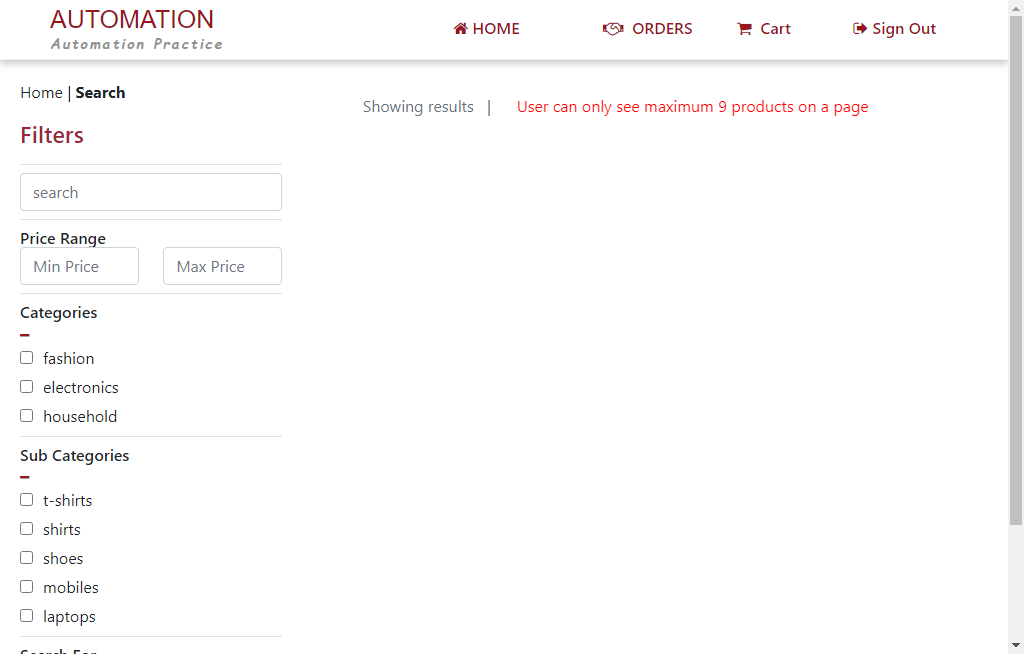 AUTOMATION
Automation Practice
HOME
ORDERS
Cart
Sign Out
Home | Search
Showing results |
User can only see maximum 9 products on a page
Filters
search
Price Range
Min Price
Max Price
Categories
fashion
electronics
household
Sub Categories
t-shirts
shirts
shoes
mobiles
laptops
Search For